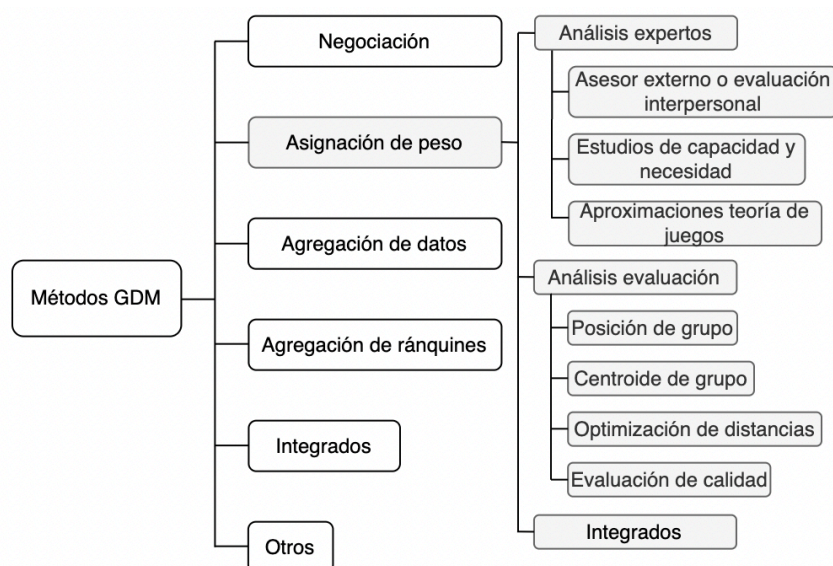 Métodos GDM
Negociación
Asignación de peso
Agregación de datos
Agregación de ránquines
Integrados
Otros
Análisis expertos
Asesor externo o evaluación
interpersonal
Estudios de capacidad y
necesidad
Aproximaciones teoría de
juegos
Análisis evaluación
Posición de grupo
Centroide de grupo
Optimización de distancias
Evaluación de calidad
Integrados